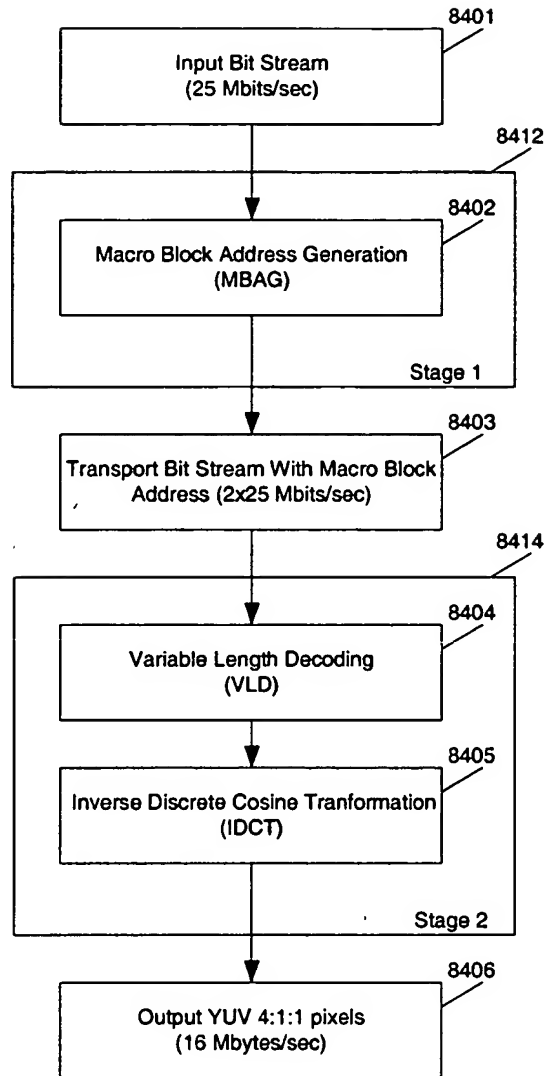 8401
Input Bit Stream
(25 Mbits/sec)
8412
8402
Macro Block Address Generation
(MBAG)
Stage 1
8403
Transport Bit Stream With Macro Block
Address (2x25 Mbits/sec)
8414
8404
Variable Length Decoding
(VLD)
8405
Inverse Discrete Cosine Tranformation
(IDCT)
Stage 2
8406
Output YUV 4:1:1 pixels
(16 Mbytes/sec)